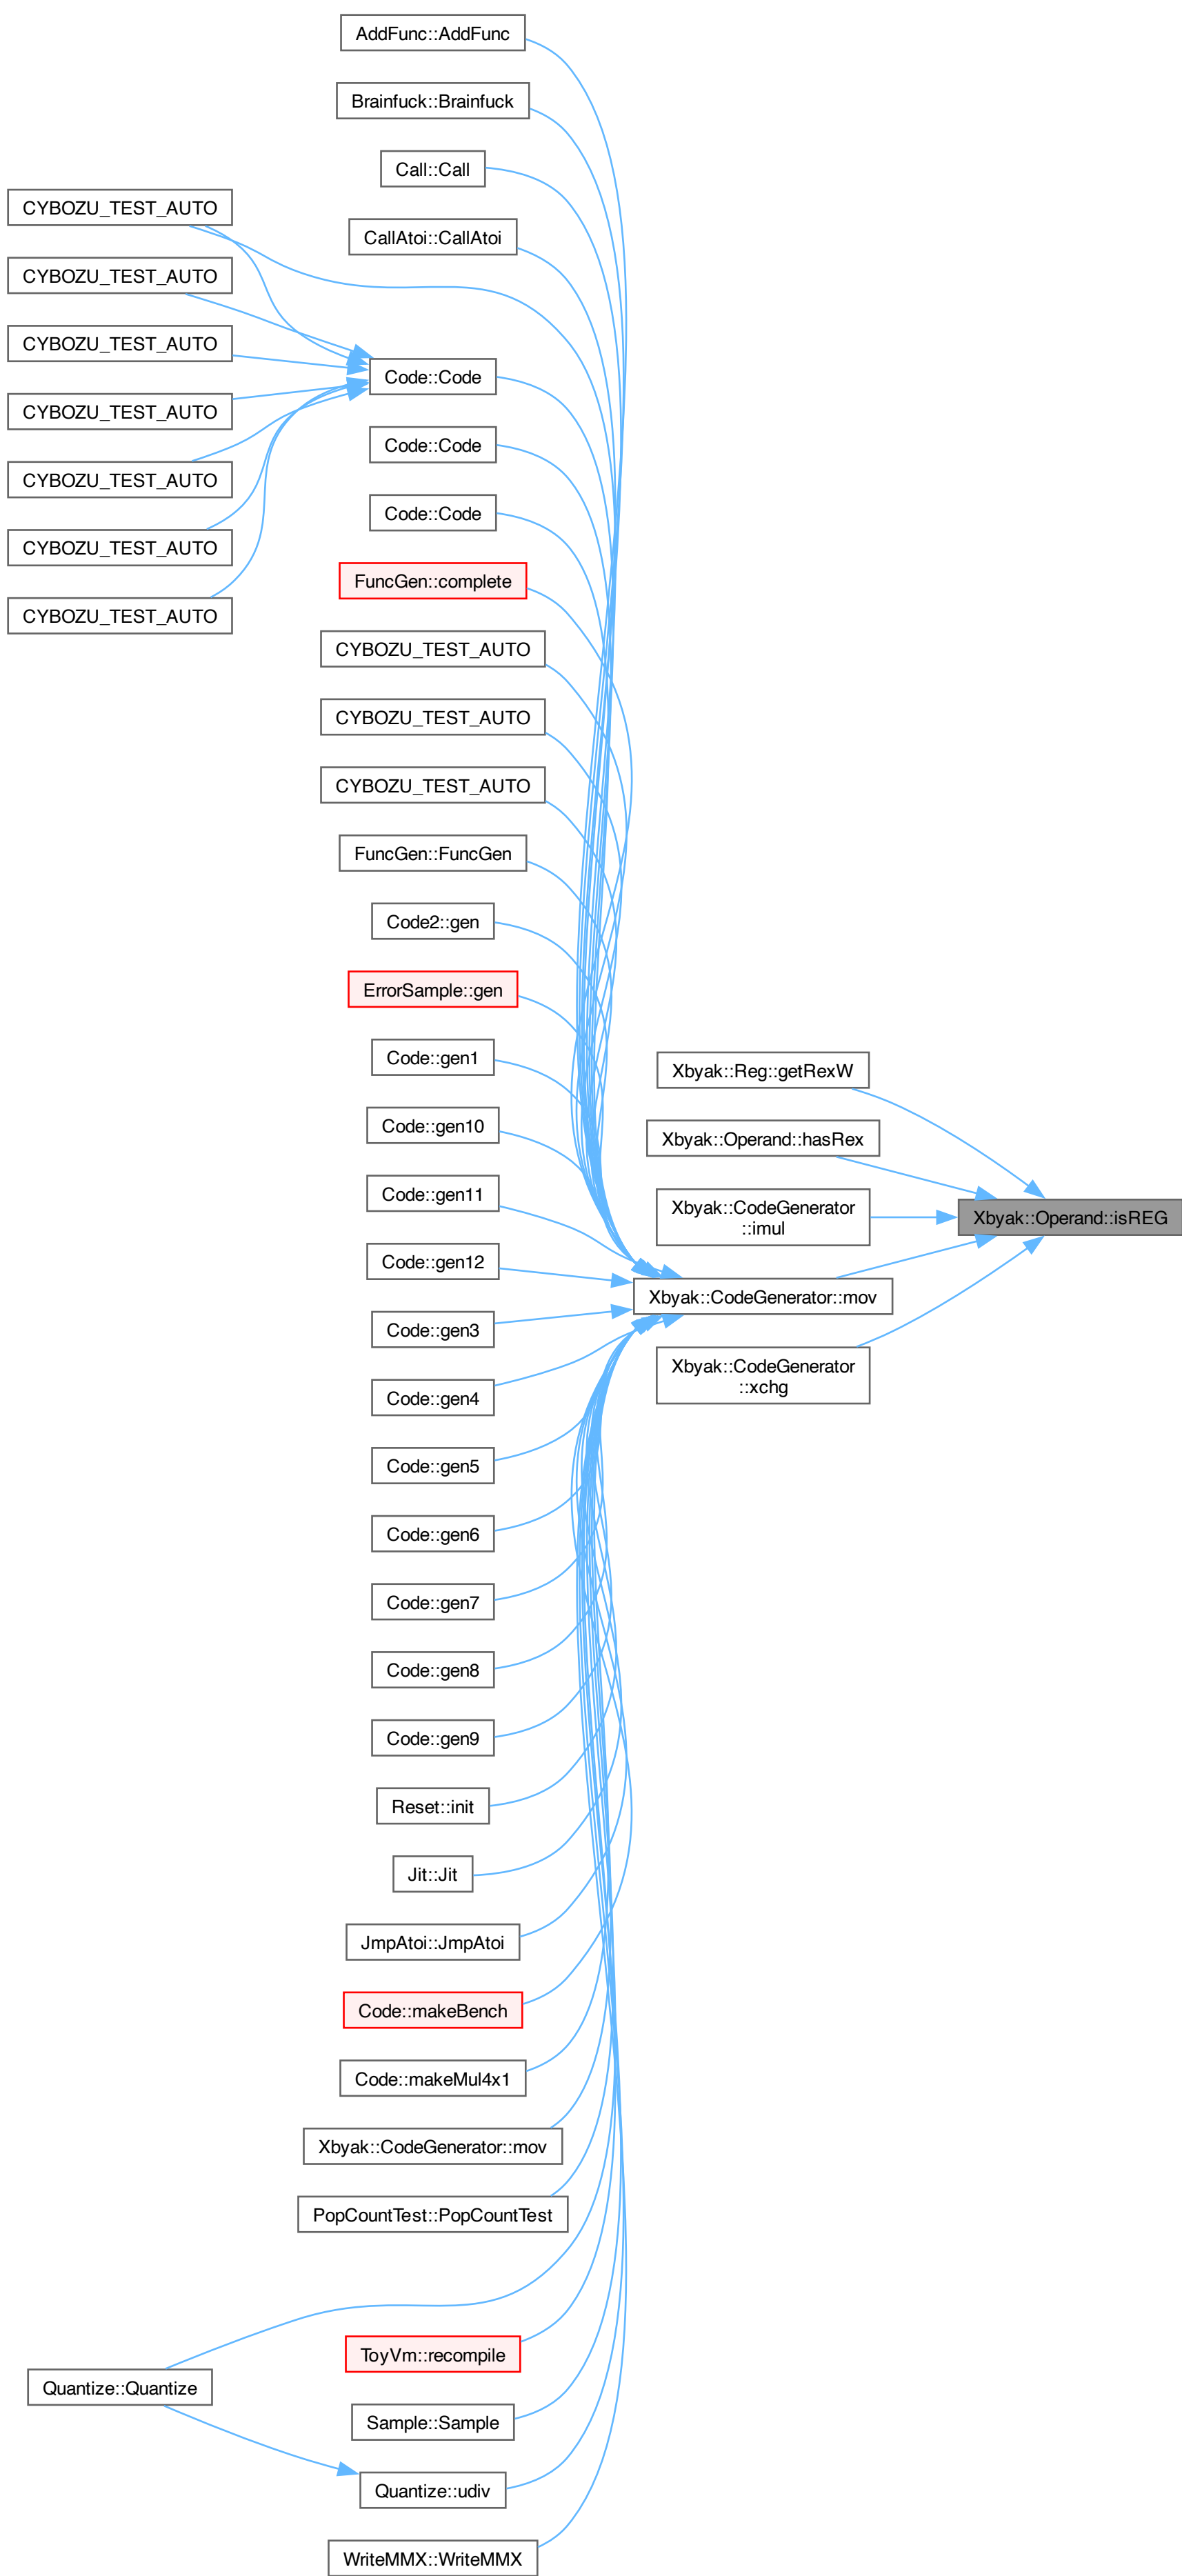 AddFunc::AddFunc
Brainfuck::Brainfuck
Call::Call
CYBOZU_TEST_AUTO
CallAtoi::CallAtoi
CYBOZU_TEST_AUTO
CYBOZU_TEST_AUTO
Code::Code
CYBOZU_TEST_AUTO
Code::Code
CYBOZU_TEST_AUTO
Code::Code
CYBOZU_TEST_AUTO
FuncGen::complete
CYBOZU_TEST_AUTO
CYBOZU_TEST_AUTO
CYBOZU_TEST_AUTO
CYBOZU_TEST_AUTO
FuncGen::FuncGen
Code2::gen
ErrorSample::gen
Code::gen1
Xbyak::Reg::getRexW
Code::gen10
Xbyak::Operand::hasRex
Code::gen11
Xbyak::CodeGenerator
::imul
Xbyak::Operand::isREG
Code::gen12
Xbyak::CodeGenerator::mov
Code::gen3
Xbyak::CodeGenerator
::xchg
Code::gen4
Code::gen5
Code::gen6
Code::gen7
Code::gen8
Code::gen9
Reset::init
Jit::Jit
JmpAtoi::JmpAtoi
Code::makeBench
Code::makeMul4x1
Xbyak::CodeGenerator::mov
PopCountTest::PopCountTest
ToyVm::recompile
Quantize::Quantize
Sample::Sample
Quantize::udiv
WriteMMX::WriteMMX